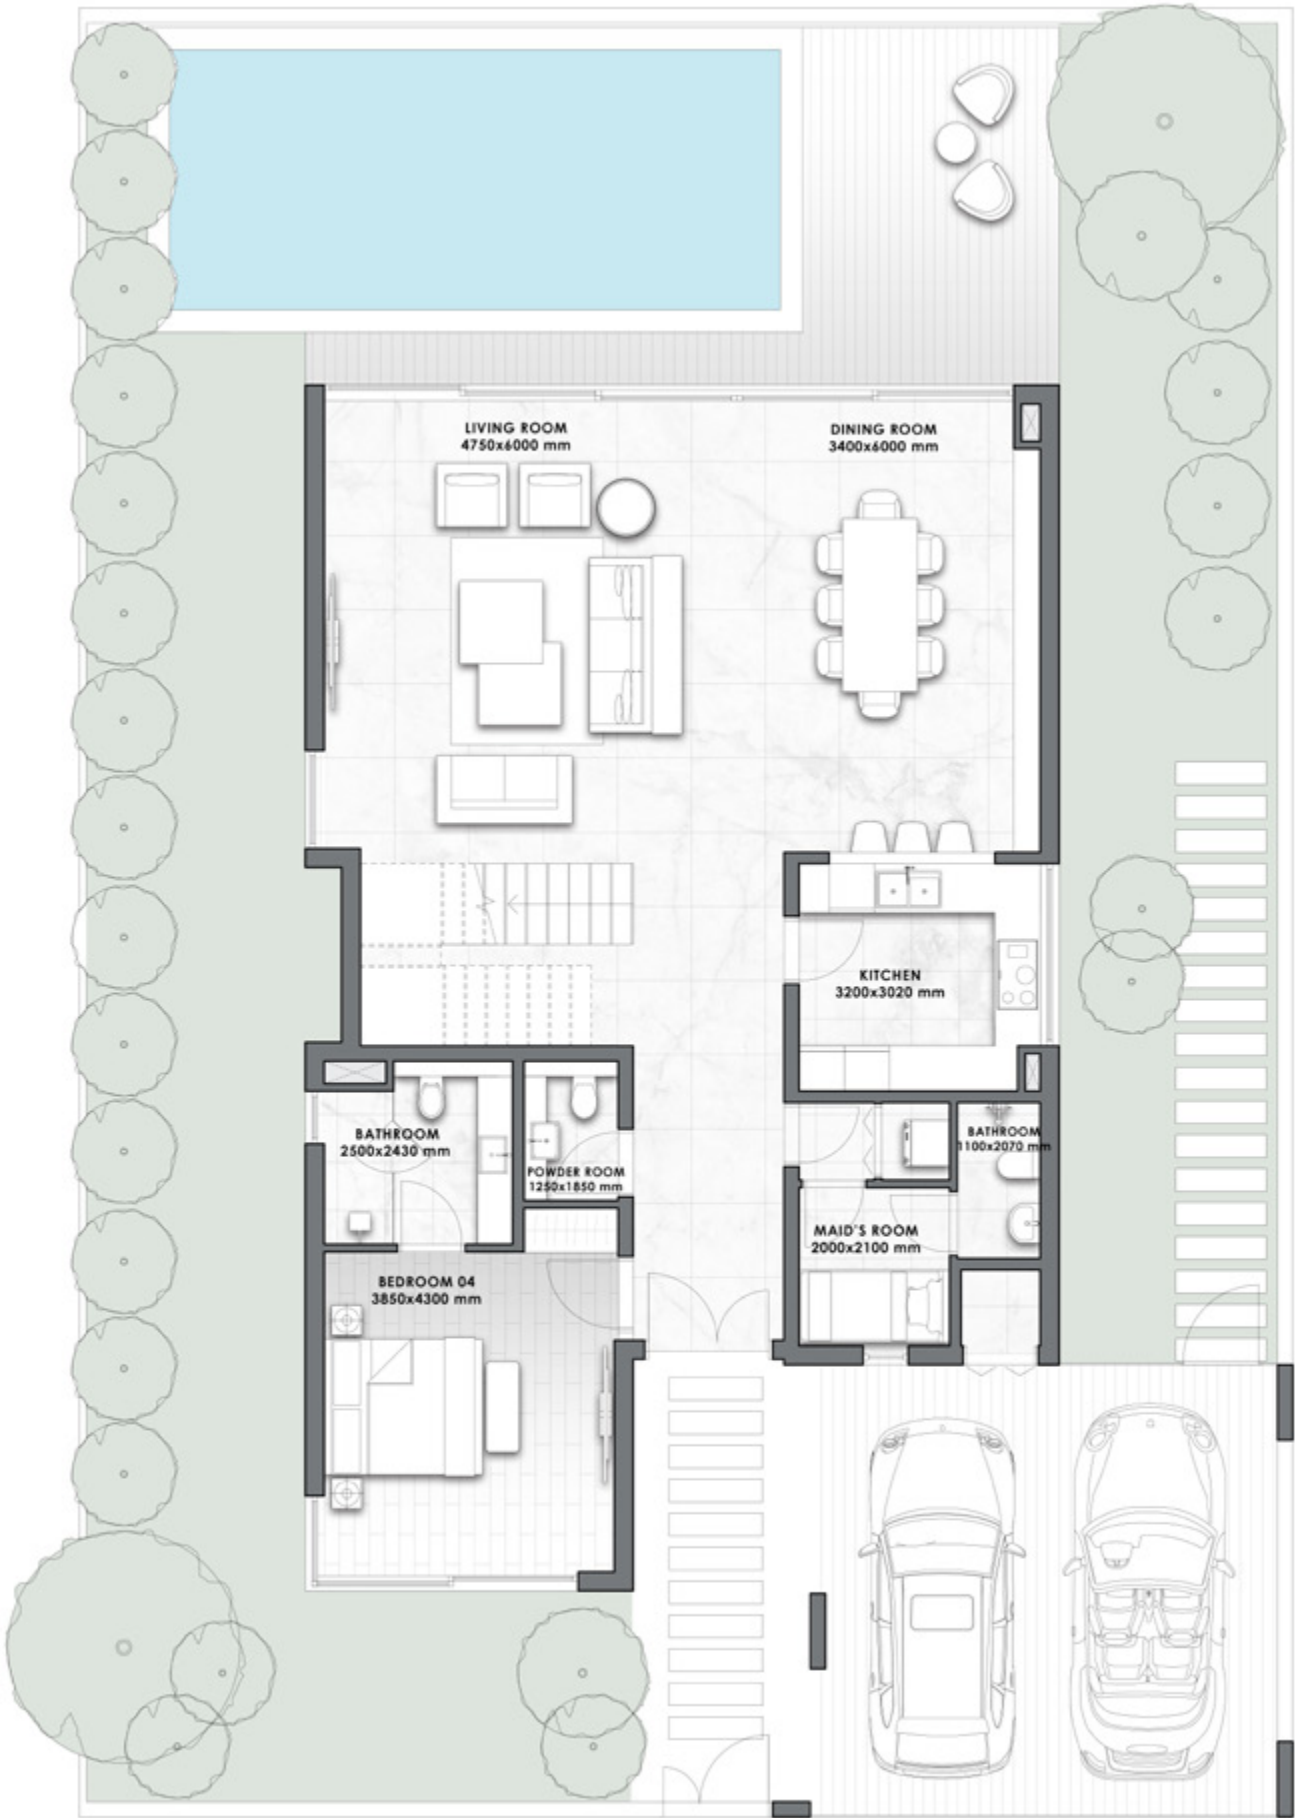 LIVING ROOM
4750x6000 mm
DINING ROOM
3400x6000 mm
KITCHEN
3200x3020 mm
BATHROOM
2500x2430 mm
POWDER ROOM
1250x1850 mm
BATHROOM
1100x2070 mm
MAID'S ROOM
2000x2100 mm
BEDROOM 04
3850x4300 mm